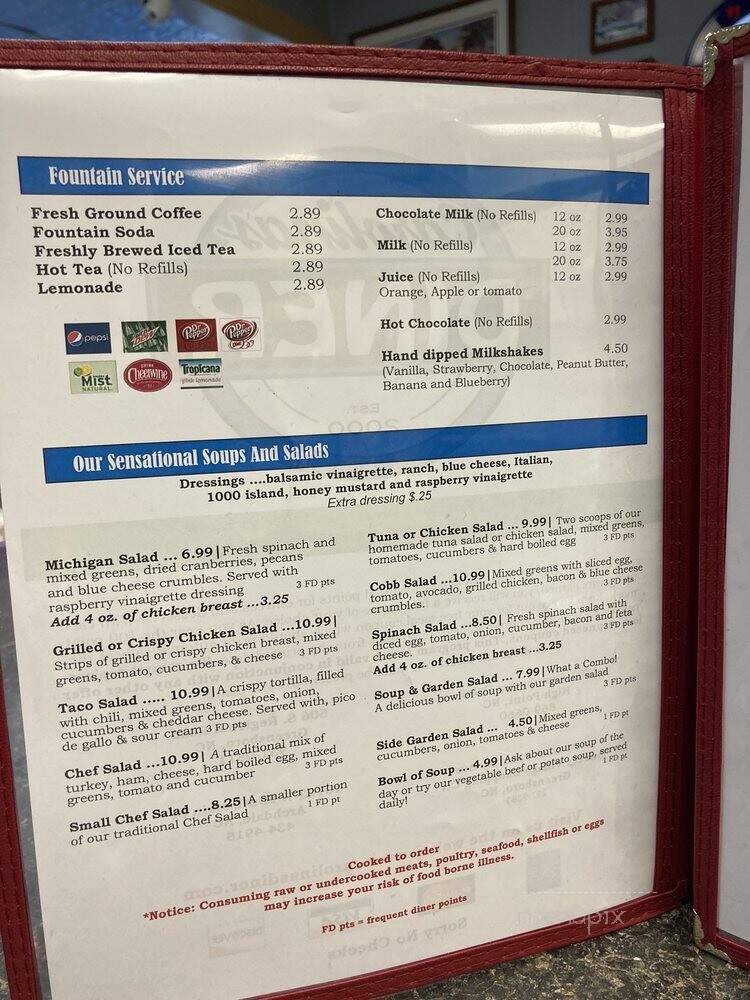 Fountain Service
Fresh Ground Coffee 2.89
Fountain Soda 2.89
Freshly Brewed Iced Tea 2.89
Hot Tea (No Refills) 2.89
Lemonade 2.89
pepsi
Dr Pepper
Dr Pepper
Mist
NATURAL
Cheerwine
Tropicana
pink lemonade
Chocolate Milk (No Refills) 12 oz 2.99
20 oz 3.95
Milk (No Refills) 12 oz 2.99
20 oz 3.75
Juice (No Refills) 12 oz 2.99
Orange, Apple or tomato
Hot Chocolate (No Refills) 2.99
Hand dipped Milkshakes 4.50
(Vanilla, Strawberry, Chocolate, Peanut Butter,
Banana and Blueberry)
Our Sensational Soups And Salads
Dressings ....balsamic vinaigrette, ranch, blue cheese, Italian,
1000 island, honey mustard and raspberry vinaigrette
Extra dressing $.25
Michigan Salad ... 6.99|Fresh spinach and
mixed greens, dried cranberries, pecans
and blue cheese crumbles. Served with
raspberry vinaigrette dressing 3 FD pts
Add 4 oz. of chicken breast ...3.25
Grilled or Crispy Chicken Salad ...10.99|
Strips of grilled or crispy chicken breast, mixed
greens, tomato, cucumbers, & cheese 3 FD pts
Taco Salad ..... 10.99|A crispy tortilla, filled
with chili, mixed greens, tomatoes, onion,
cucumbers & cheddar cheese. Served with, pico
de gallo & sour cream 3 FD pts
Chef Salad ...10.99| A traditional mix of
turkey, ham, cheese, hard boiled egg, mixed
greens, tomato and cucumber 3 FD pts
Small Chef Salad ....8.25|A smaller portion
of our traditional Chef Salad 1 FD pt
Tuna or Chicken Salad ... 9.99| Two scoops of our
homemade tuna salad or chicken salad, mixed greens,
tomatoes, cucumbers & hard boiled egg 3 FD pts
Cobb Salad ...10.99|Mixed greens with sliced egg,
tomato, avocado, grilled chicken, bacon & blue cheese
crumbles. 3 FD pts
Spinach Salad ...8.50| Fresh spinach salad with
diced egg, tomato, onion, cucumber, bacon and feta
cheese. 3 FD pts
Add 4 oz. of chicken breast ...3.25
Soup & Garden Salad ... 7.99|What a Combo!
A delicious bowl of soup with our garden salad
3 FD pts
Side Garden Salad ... 4.50|Mixed greens,
cucumbers, onion, tomatoes & cheese 1 FD pt
Bowl of Soup ... 4.99|Ask about our soup of the
day or try our vegetable beef or potato soup, served
daily! 1 FD pt
Cooked to order
*Notice: Consuming raw or undercooked meats, poultry, seafood, shellfish or eggs
may increase your risk of food borne illness.
FD pts = frequent diner points